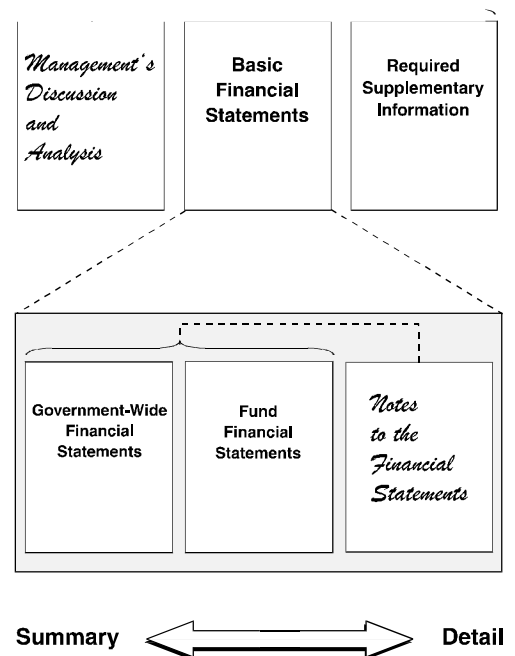 Management's
Discussion
and
Analysis
Basic
Financial
Statements
Required
Supplementary
Information
Government-Wide
Financial
Statements
Fund
Financial
Statements
Notes
to the
Financial
Statements
Summary
Detail